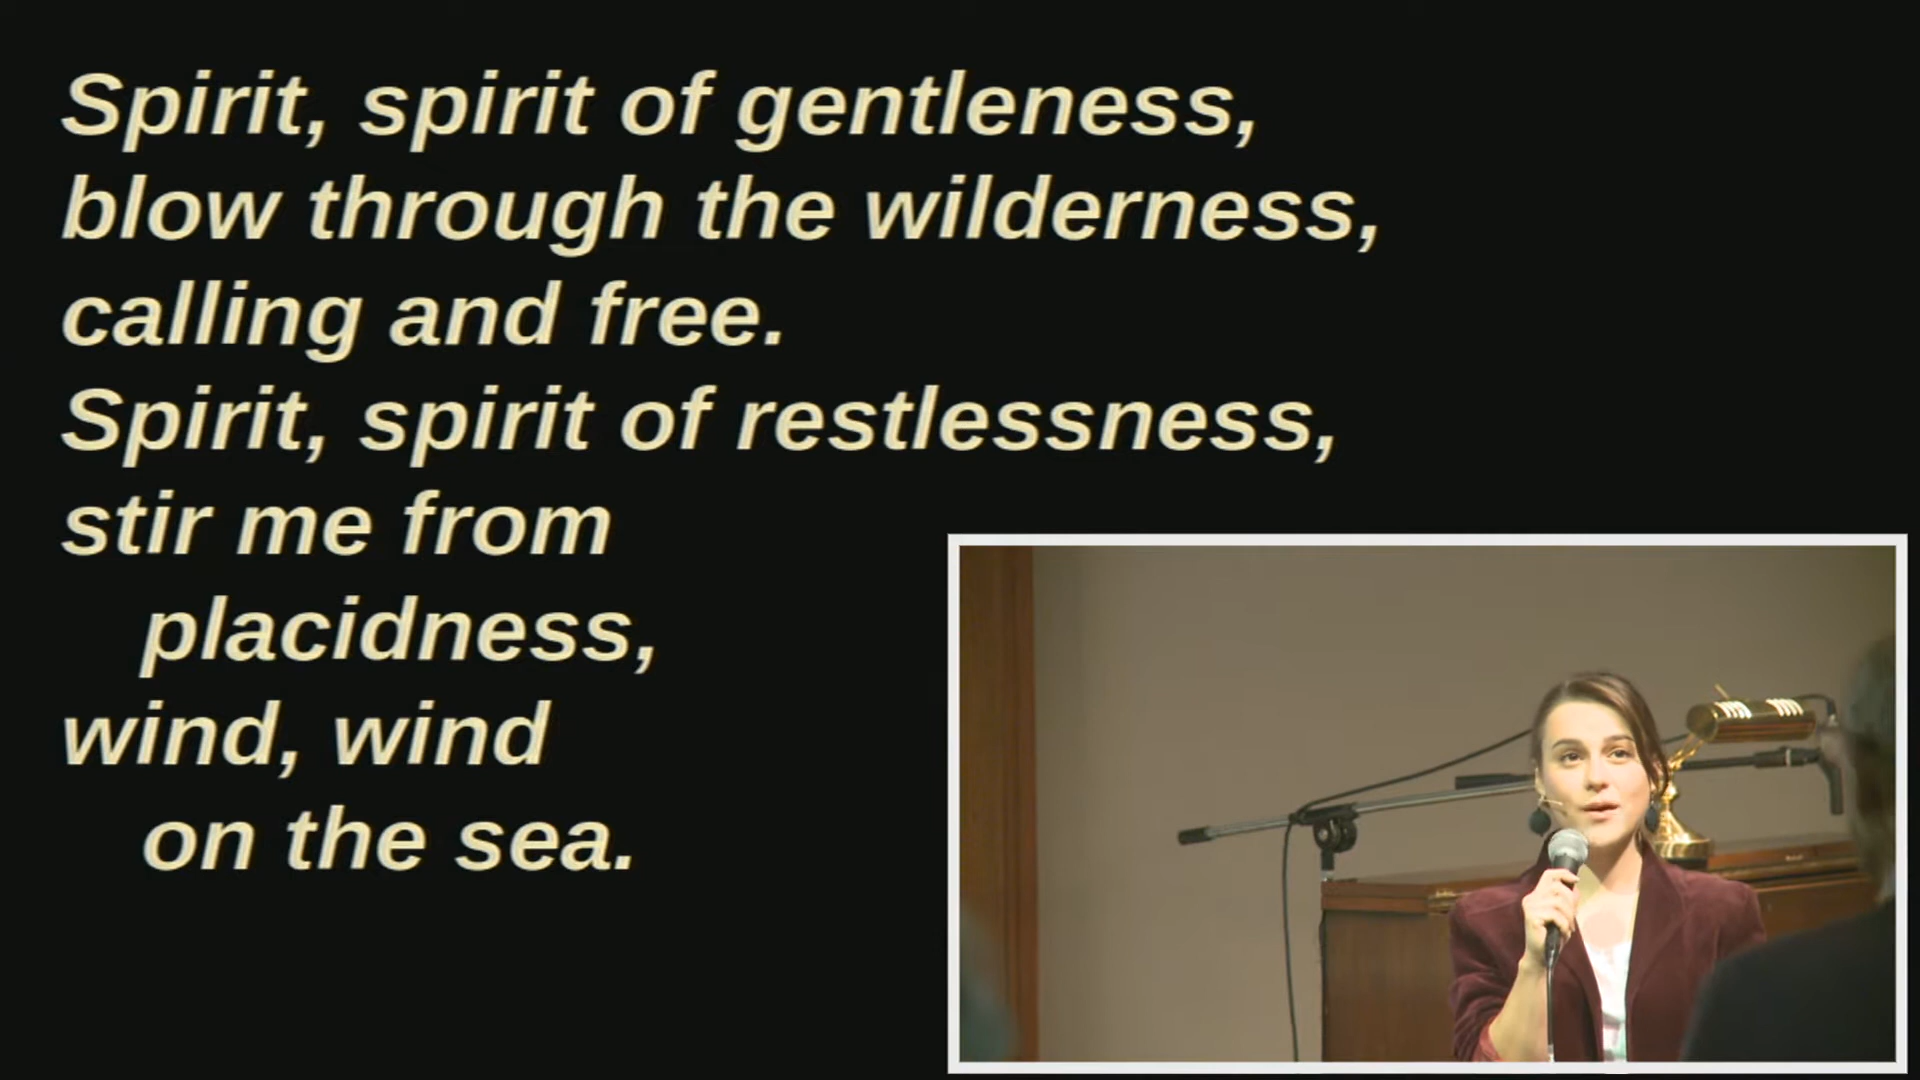 Spirit, spirit of gentleness,
blow through the wilderness,
calling and free.
Spirit, spirit of restlessness,
stir me from
placidness,
wind, wind
on the sea.